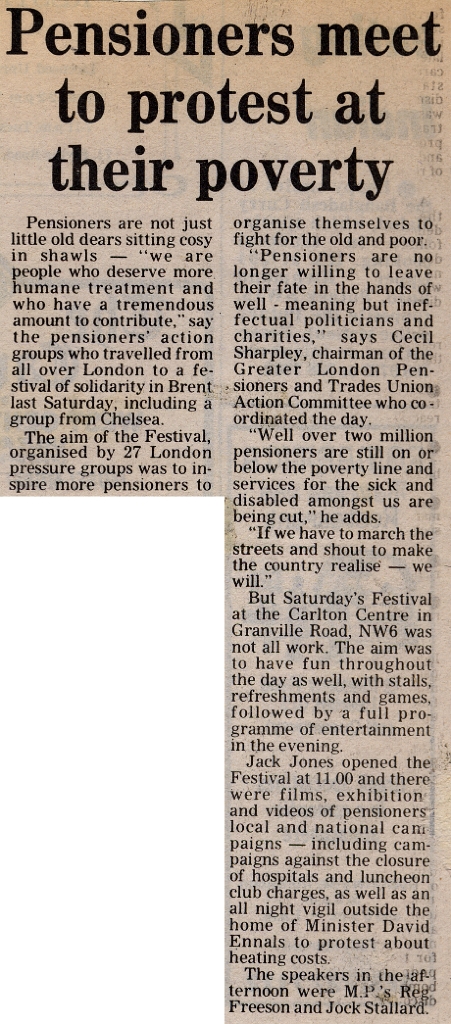 Pensioners meet
to protest at
their poverty
Pensioners are not just
little old dears sitting cosy
in shawls — "we are
people who deserve more
humane treatment and
who have a tremendous
amount to contribute," say
the pensioners' action
groups who travelled from
all over London to a fe-
stival of solidarity in Brent
last Saturday, including a
group from Chelsea.
The aim of the Festival,
organised by 27 London
pressure groups was to in-
spire more pensioners to
organise themselves to
fight for the old and poor.
"Pensioners are no
longer willing to leave
their fate in the hands of
well - meaning but inef-
fectual politicians and
charities," says Cecil
Sharpley, chairman of the
Greater London Pen-
sioners and Trades Union
Action Committee who co-
ordinated the day.
"Well over two million
pensioners are still on or
below the poverty line and
services for the sick and
disabled amongst us are
being cut," he adds.
"If we have to march the
streets and shout to make
the country realise — we
will."
But Saturday's Festival
at the Carlton Centre in
Granville Road, NW6 was
not all work. The aim was
to have fun throughout
the day as well, with stalls,
refreshments and games,
followed by a full pro-
gramme of entertainment
in the evening.
Jack Jones opened the
Festival at 11.00 and there
were films, exhibition
and videos of pensioners
local and national cam
paigns — including cam-
paigns against the closure
of hospitals and luncheon
club charges, as well as an
all night vigil outside the
home of Minister David
Ennals to protest about
heating costs.
The speakers in the af-
ternoon were M.P.'s Reg
Freeson and Jock Stallard.